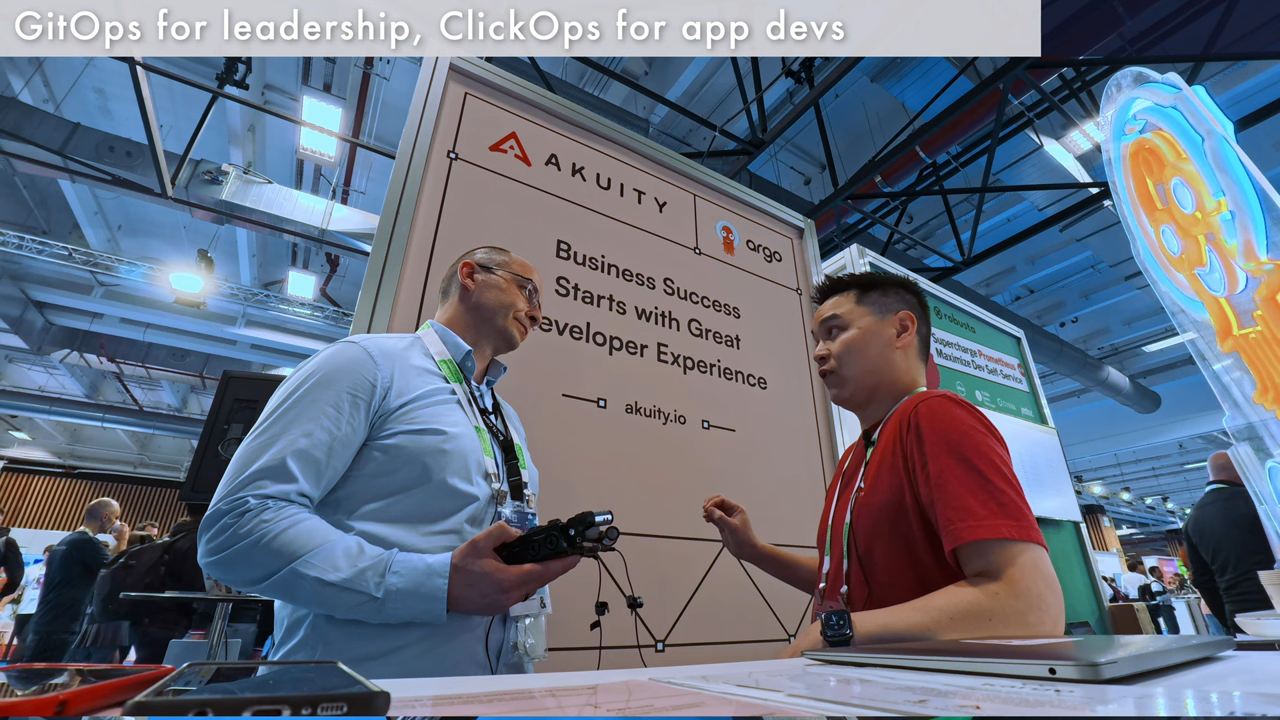 GitOps for leadership, ClickOps for app devs
AKUITY
argo
Business Success
Starts with Great
eveloper Experience
akuity.io
robusta
Supercharge Prometheus
Maximize Dev Self-Service